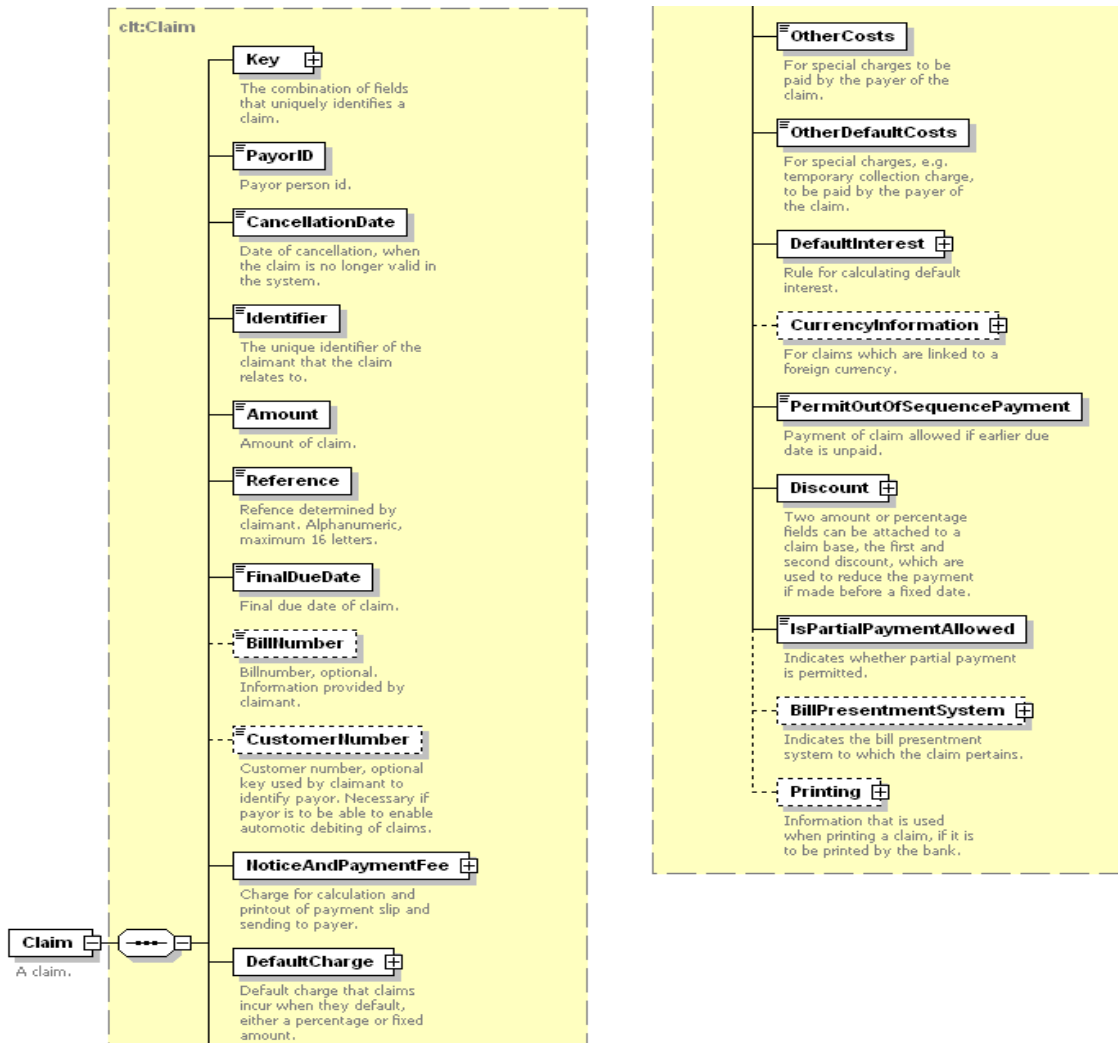 clt:Claim
Key
The combination of fields
that uniquely identifies a
claim.
PayorID
Payor person id.
CancellationDate
Date of cancellation, when
the claim is no longer valid in
the system.
Identifier
The unique identifier of the
claimant that the claim
relates to.
Amount
Amount of claim.
Reference
Refence determined by
claimant. Alphanumeric,
maximum 16 letters.
FinalDueDate
Final due date of claim.
BillNumber
Billnumber, optional.
Information provided by
claimant.
CustomerNumber
Customer number, optional
key used by claimant to
identify payor. Necessary if
payor is to be able to enable
automotic debiting of claims.
NoticeAndPaymentFee
Charge for calculation and
printout of payment slip and
sending to payer.
Claim
A claim.
DefaultCharge
Default charge that claims
incur when they default,
either a percentage or fixed
amount.
OtherCosts
For special charges to be
paid by the payer of the
claim.
OtherDefaultCosts
For special charges, e.g.
temporary collection charge,
to be paid by the payer of
the claim.
DefaultInterest
Rule for calculating default
interest.
CurrencyInformation
For claims which are linked to a
foreign currency.
PermitOutOfSequencePayment
Payment of claim allowed if earlier due
date is unpaid.
Discount
Two amount or percentage
fields can be attached to a
claim base, the first and
second discount, which are
used to reduce the payment
if made before a fixed date.
IsPartialPaymentAllowed
Indicates whether partial payment
is permitted.
BillPresentmentSystem
Indicates the bill presentment
system to which the claim pertains.
Printing
Information that is used
when printing a claim, if it is
to be printed by the bank.